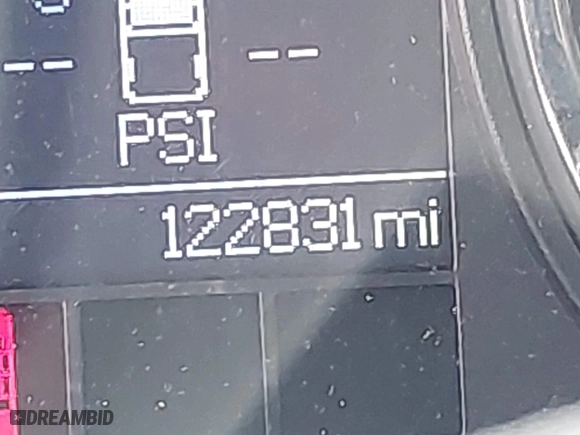 -- --
PSI
122831 mi
DREAMBID